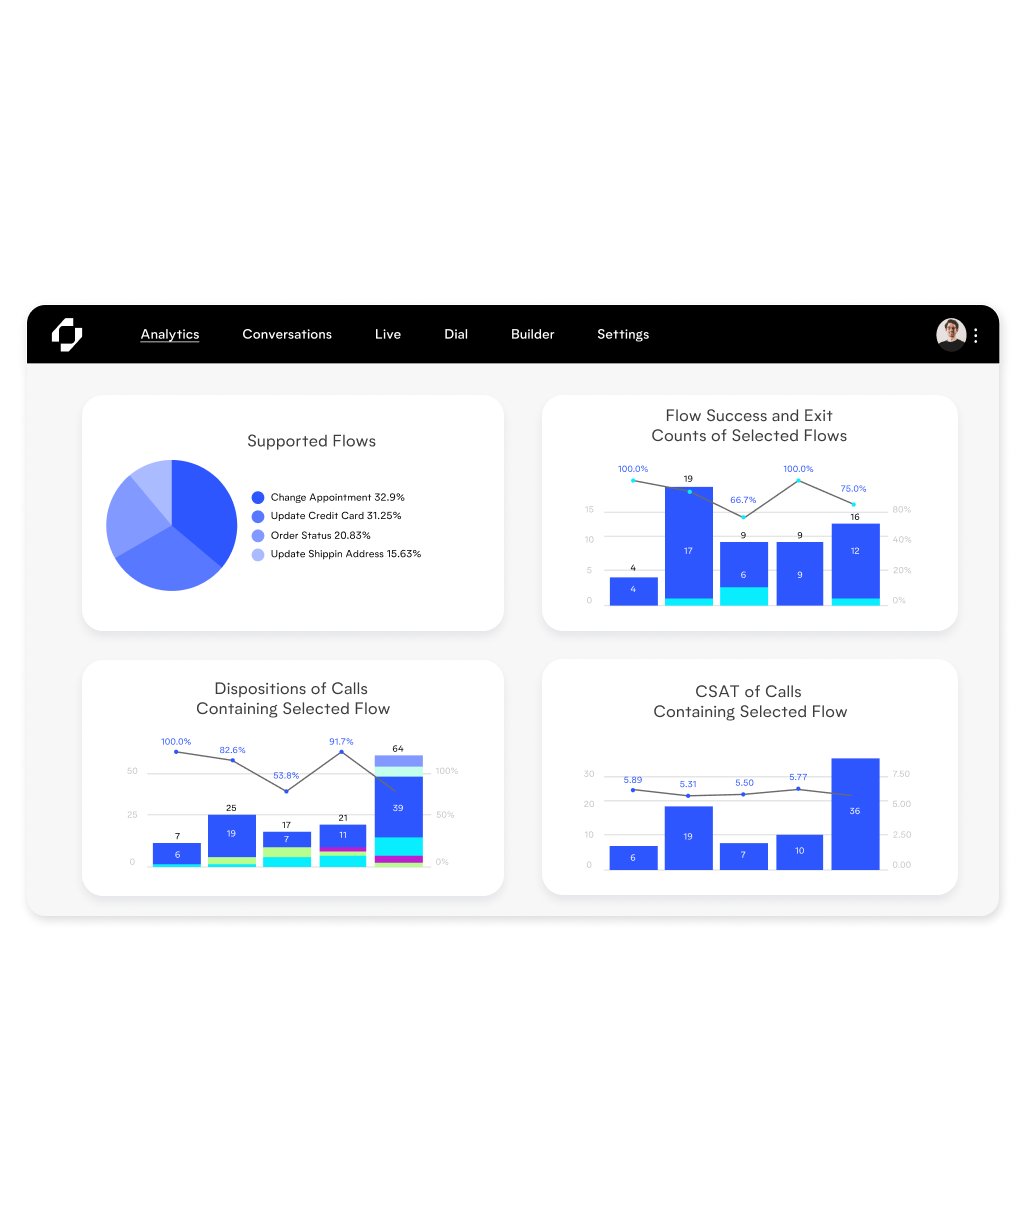 Analytics Conversations Live Dial Builder Settings
Supported Flows
Change Appointment 32.9%
Update Credit Card 31.25%
Order Status 20.83%
Update Shippin Address 15.63%
Flow Success and Exit
Counts of Selected Flows
100.0% 19 66.7% 100.0% 75.0%
15 80%
10 40%
5 20%
0 0%
4 9 9 16
4 17 6 9 12
Dispositions of Calls
Containing Selected Flow
100.0% 82.6% 53.8% 91.7% 64
50 100%
25 50%
0 0%
7 25 17 21
6 19 7 11 39
CSAT of Calls
Containing Selected Flow
5.89 5.31 5.50 5.77
30 7.50
20 5.00
10 2.50
0 0.00
6 19 7 10 36